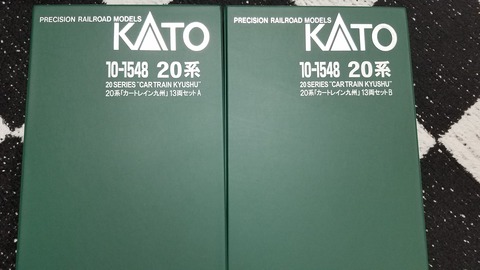 PRECISION RAILROAD MODELS
KATO
10-1548 20系
20 SERIES "CAR TRAIN KYUSHU"
20系「カートレイン九州」13両セットA
PRECISION RAILROAD MODELS
KATO
10-1548 20系
20 SERIES "CAR TRAIN KYUSHU"
20系「カートレイン九州」13両セットB